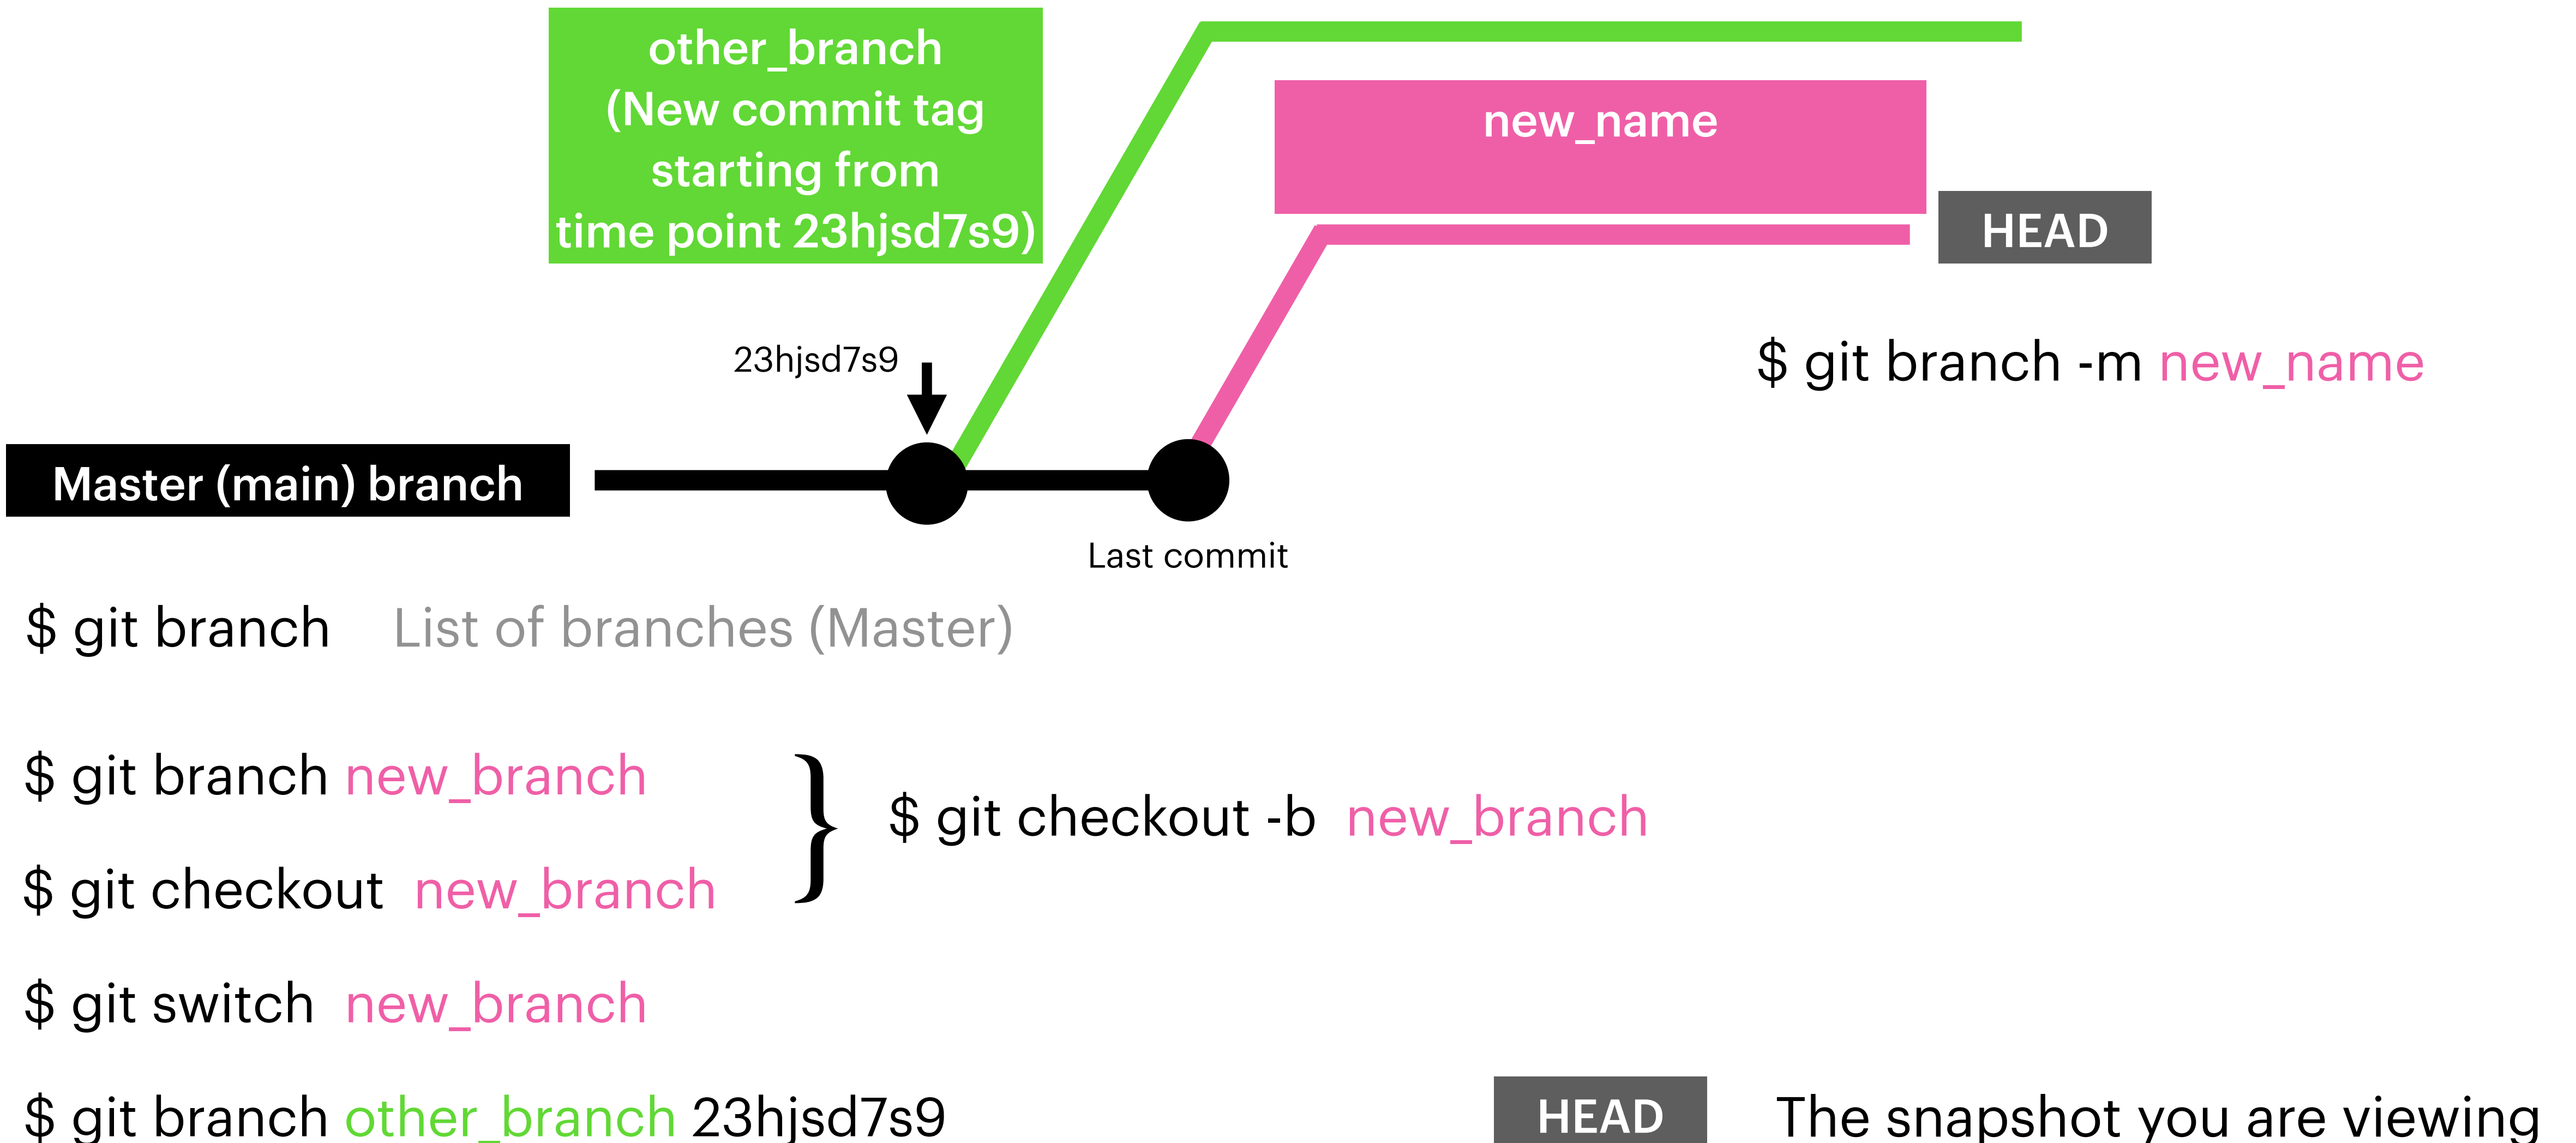 other_branch
(New commit tag
starting from
time point 23hjsd7s9)
new_name
HEAD
23hjsd7s9
$ git branch -m new_name
Master (main) branch
Last commit
$ git branch List of branches (Master)
$ git branch new_branch
$ git checkout new_branch
} $ git checkout -b new_branch
$ git switch new_branch
$ git branch other_branch 23hjsd7s9
HEAD The snapshot you are viewing